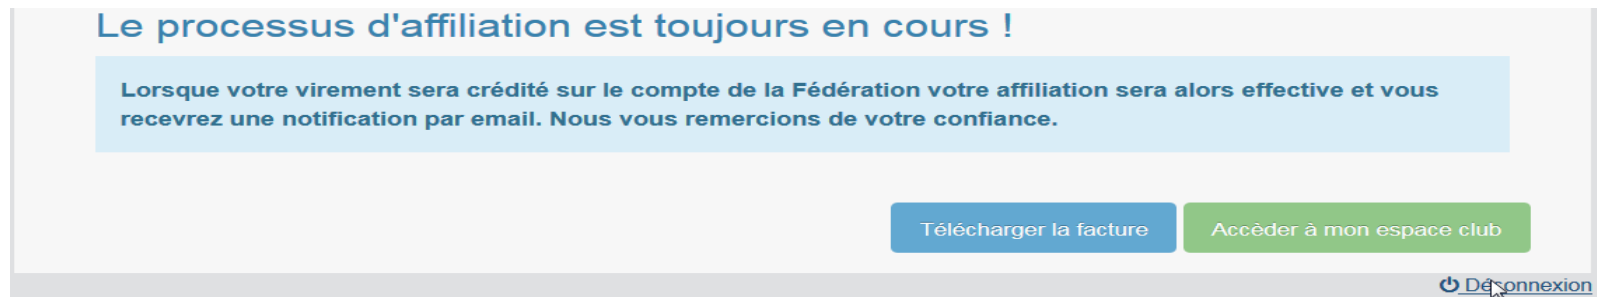 Le processus d'affiliation est toujours en cours !
Lorsque votre virement sera crédité sur le compte de la Fédération votre affiliation sera alors effective et vous
recevrez une notification par email. Nous vous remercions de votre confiance.
Télécharger la facture
Accèder à mon espace club
Déconnexion